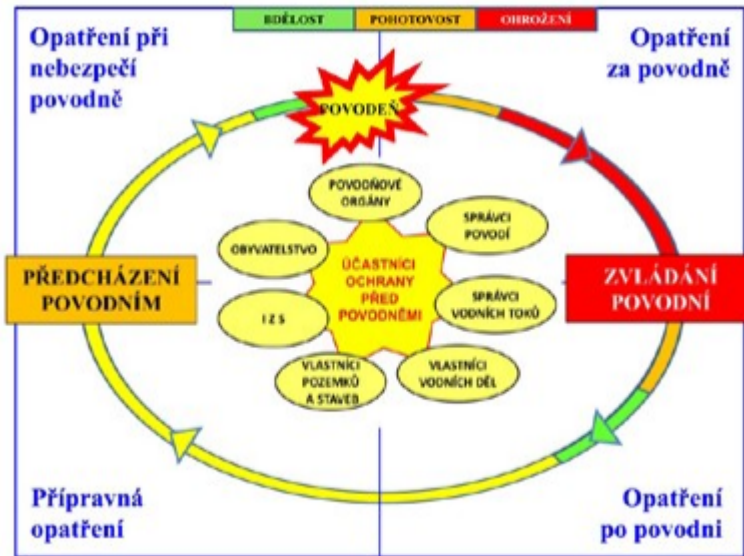 BDĚLOST
POHOTOVOST
OHROŽENÍ
Opatření při
nebezpečí
povodně
Opatření
za povodně
POVODEŇ
POVODŇOVÉ
ORGÁNY
SPRÁVCI
POVODÍ
OBYVATELSTVO
ÚČASTNÍCI
OCHRANY
PŘED
POVODNĚMI
PŘEDCHÁZENÍ
POVODNÍM
ZVLÁDÁNÍ
POVODNÍ
SPRÁVCI
VODNÍCH TOKŮ
I Z S
VLASTNÍCI
POZEMKŮ
A STAVEB
VLASTNÍCI
VODNÍCH DĚL
Přípravná
opatření
Opatření
po povodni